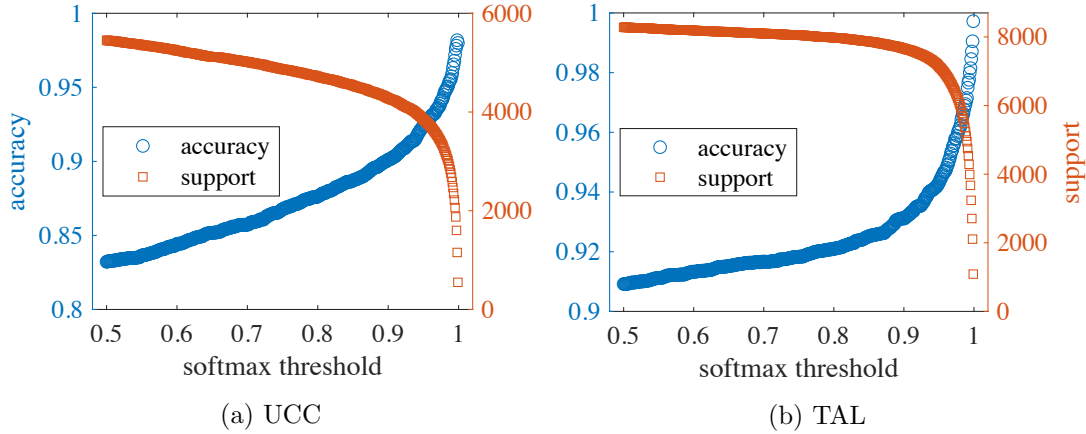 1
0.95
0.9
0.85
0.8
accuracy
accuracy
support
6000
4000
2000
0
0.5 0.6 0.7 0.8 0.9 1
softmax threshold
(a) UCC
1
0.98
0.96
0.94
0.92
0.9
accuracy
support
8000
6000
4000
2000
0
support
0.5 0.6 0.7 0.8 0.9 1
softmax threshold
(b) TAL